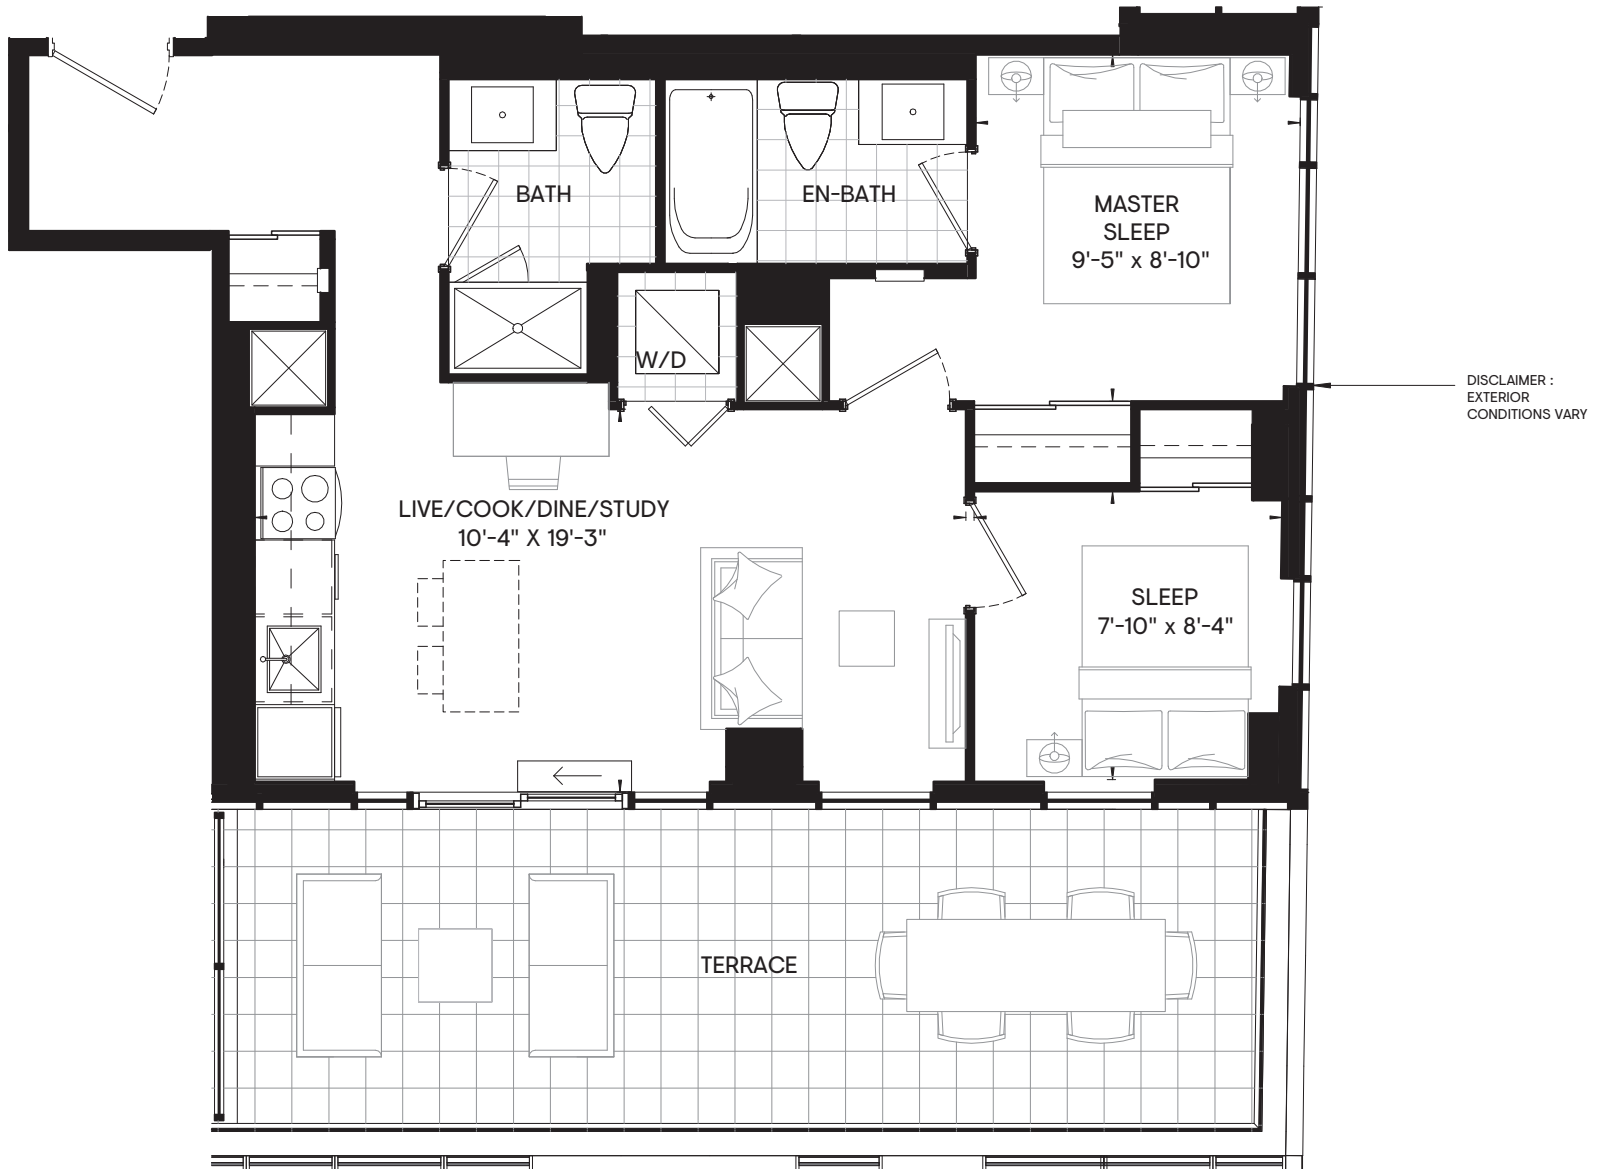 BATH
EN-BATH
MASTER
SLEEP
9'-5" x 8'-10"
W/D
DISCLAIMER :
EXTERIOR
CONDITIONS VARY
LIVE/COOK/DINE/STUDY
10'-4" X 19'-3"
SLEEP
7'-10" x 8'-4"
TERRACE